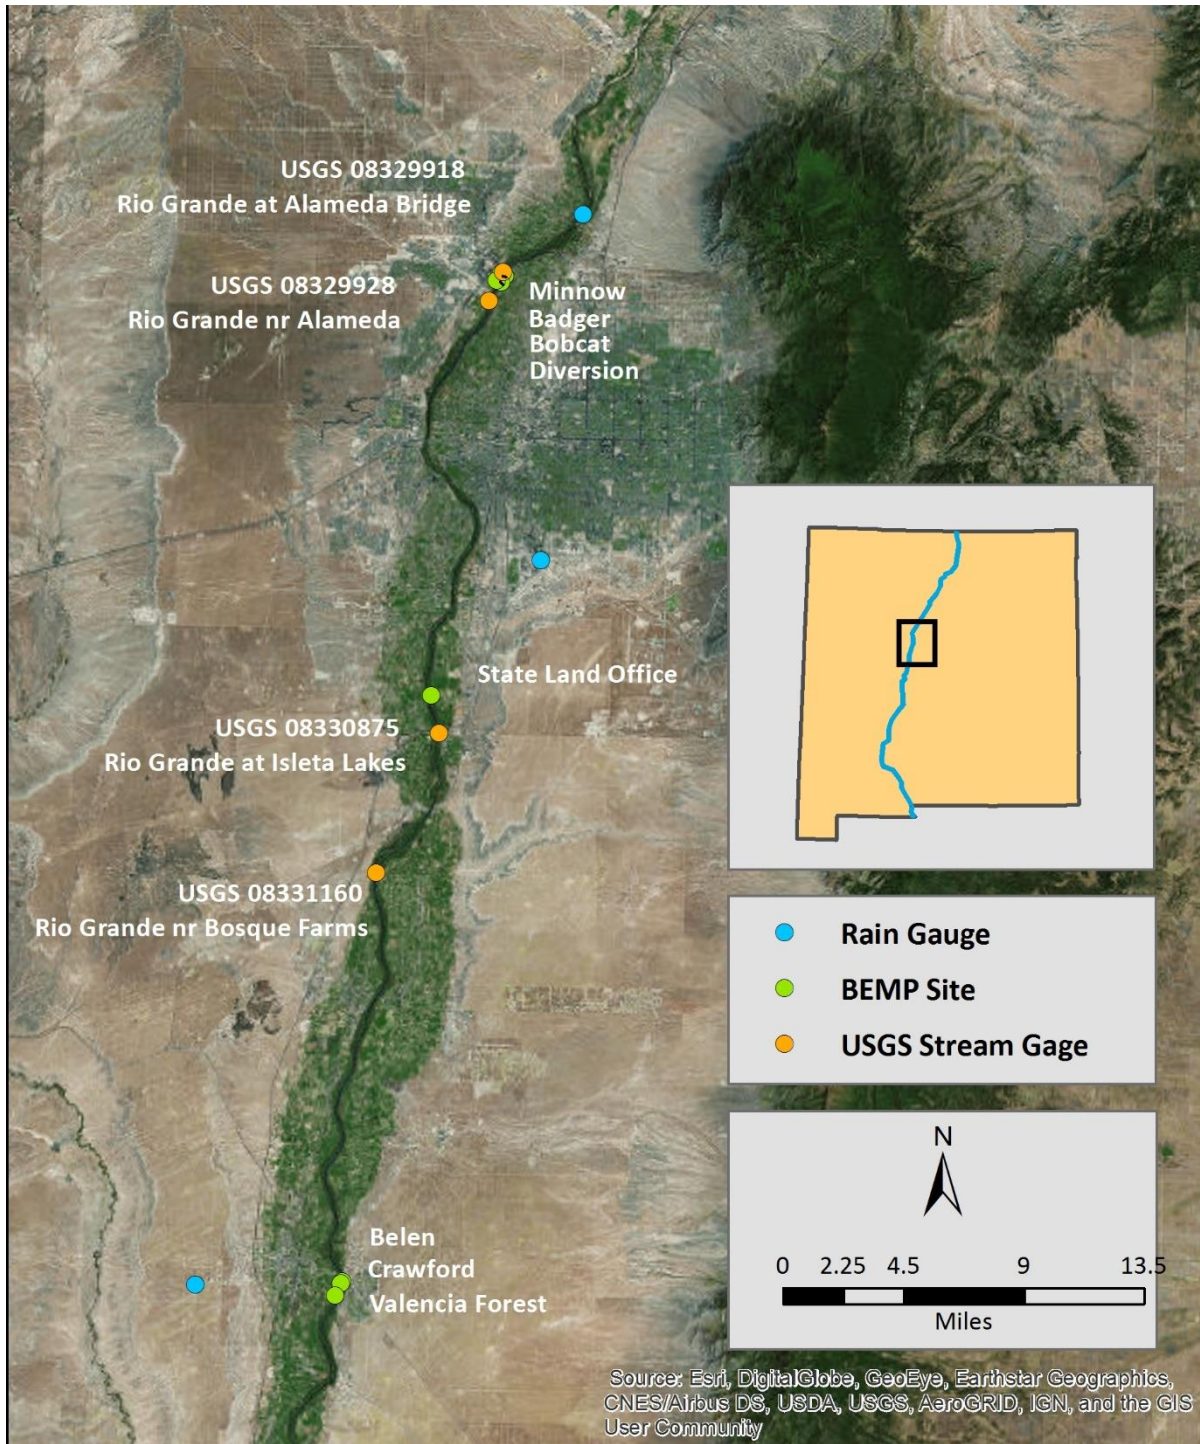 USGS 08329918
Rio Grande at Alameda Bridge
USGS 08329928
Rio Grande nr Alameda
Minnow
Badger
Bobcat
Diversion
State Land Office
USGS 08330875
Rio Grande at Isleta Lakes
USGS 08331160
Rio Grande nr Bosque Farms
Belen
Crawford
Valencia Forest
Rain Gauge
BEMP Site
USGS Stream Gage
N
0 2.25 4.5 9 13.5
Miles
Source: Esri, DigitalGlobe, GeoEye, Earthstar Geographics,
CNES/Airbus DS, USDA, USGS, AeroGRID, IGN, and the GIS
User Community